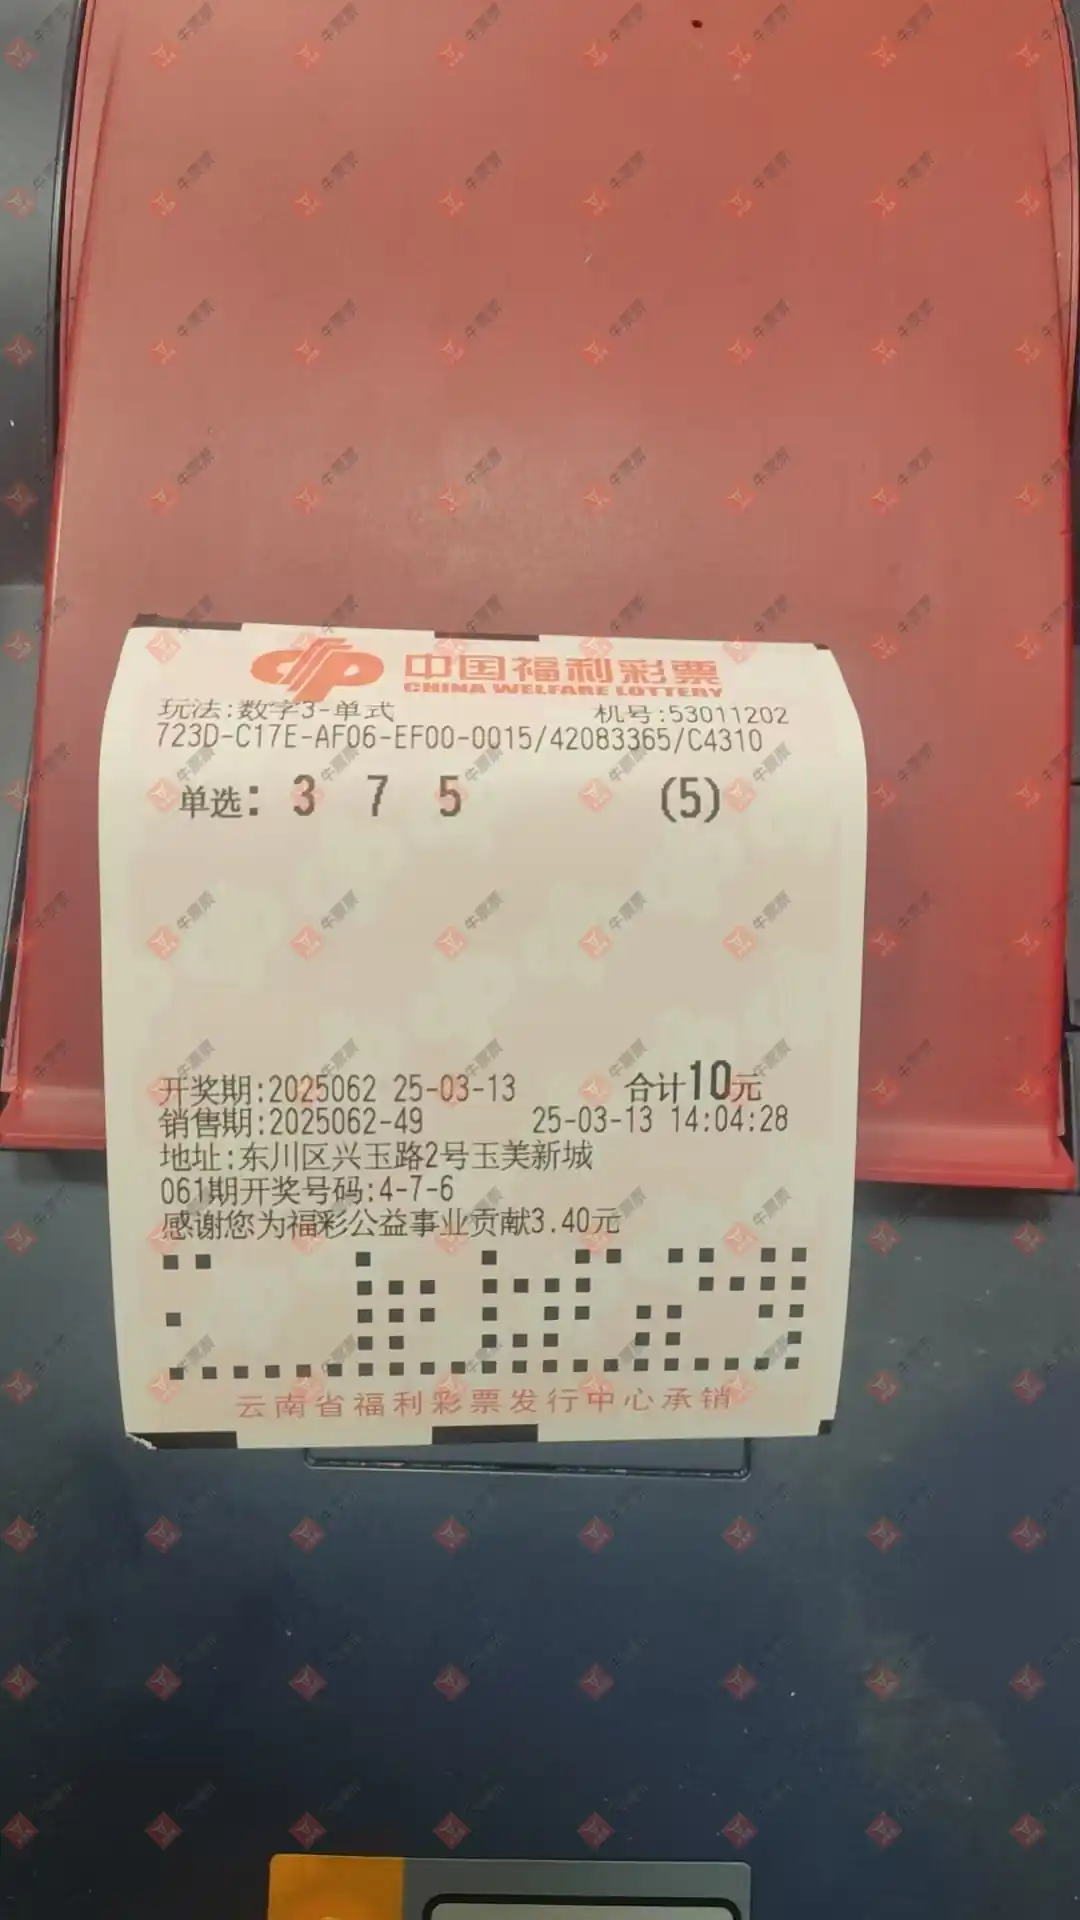 中国福利彩票
CHINA WELFARE LOTTERY
玩法:数字3-单式 机号:53011202
723D-C17E-AF06-EF00-0015/42083365/C4310
单选: 3 7 5 (5)
开奖期:2025062 25-03-13 合计10元
销售期:2025062-49 25-03-13 14:04:28
地址:东川区兴玉路2号玉美新城
061期开奖号码:4-7-6
感谢您为福彩公益事业贡献3.40元
云南省福利彩票发行中心承销